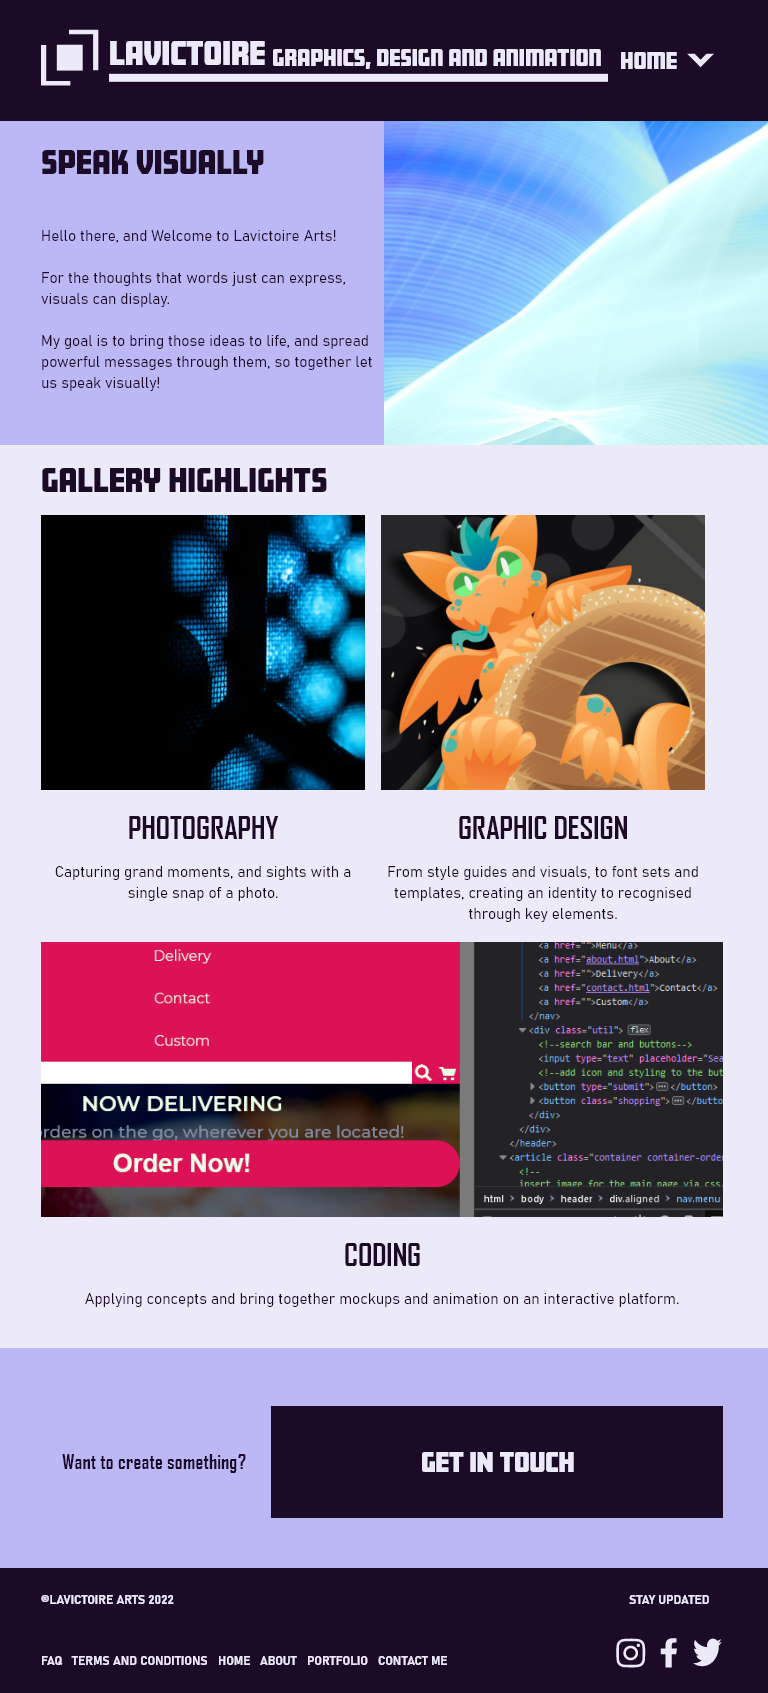 LAVICTOIRE GRAPHICS, DESIGN AND ANIMATION
HOME
SPEAK VISUALLY
Hello there, and Welcome to Lavictoire Arts!
For the thoughts that words just can express,
visuals can display.
My goal is to bring those ideas to life, and spread
powerful messages through them, so together let
us speak visually!
GALLERY HIGHLIGHTS
PHOTOGRAPHY
Capturing grand moments, and sights with a
single snap of a photo.
GRAPHIC DESIGN
From style guides and visuals, to font sets and
templates, creating an identity to recognised
through key elements.
Delivery
Contact
Custom
NOW DELIVERING
orders on the go, wherever you are located!
Order Now!
<a href="">Menu</a>
<a href="about.html">About</a>
<a href="">Delivery</a>
<a href="contact.html">Contact</a>
<a href="">Custom</a>
</nav>
<div class="util"> flex
<!--search bar and buttons-->
<input type="text" placeholder="Sea
<!--add icon and styling to the but
<button type="submit"> </button>
<button class="shopping"> </butto
</div>
</div>
</header>
<article class="container container-orde
<!--
insert image for the main page via css.
html > body > header > div.aligned > nav.menu
CODING
Applying concepts and bring together mockups and animation on an interactive platform.
Want to create something?
GET IN TOUCH
©LAVICTOIRE ARTS 2022
STAY UPDATED
FAQ TERMS AND CONDITIONS HOME ABOUT PORTFOLIO CONTACT ME